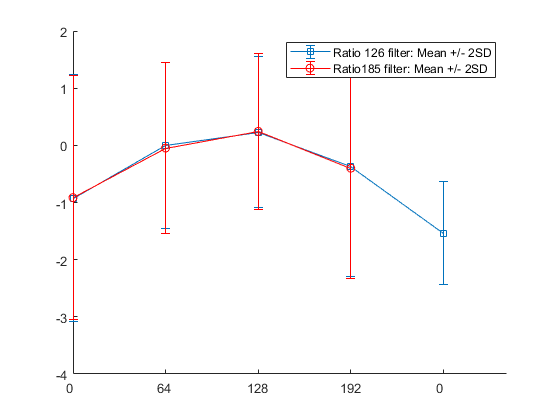 2
Ratio 126 filter: Mean +/- 2SD
Ratio185 filter: Mean +/- 2SD
1
0
-1
-2
-3
-4
0 64 128 192 0